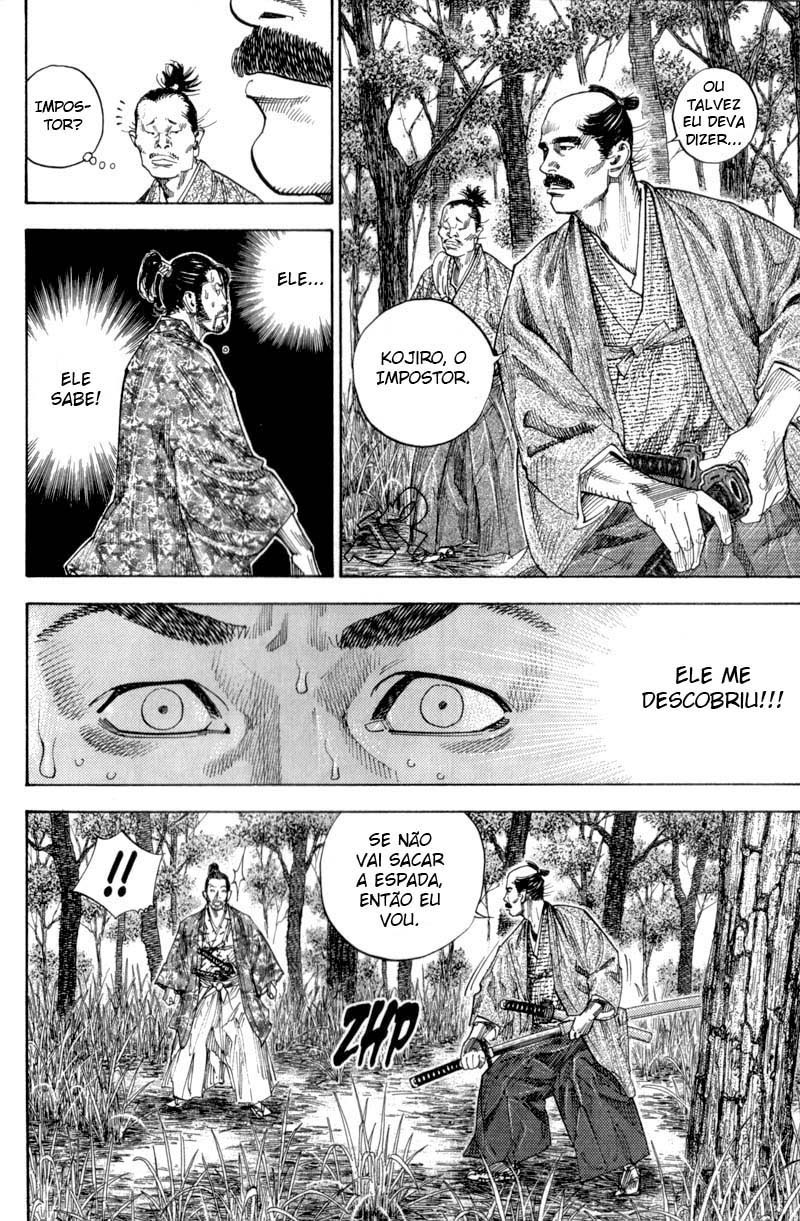 OU
TALVEZ
EU DEVA
DIZER...
KOJIRO, O
IMPOSTOR.
IMPOS-
TOR?
ELE...
ELE
SABE!
ELE ME
DESCOBRIU!!!
!!
SE NÃO
VAI SACAR
A ESPADA,
ENTÃO EU
VOU.
ZHP